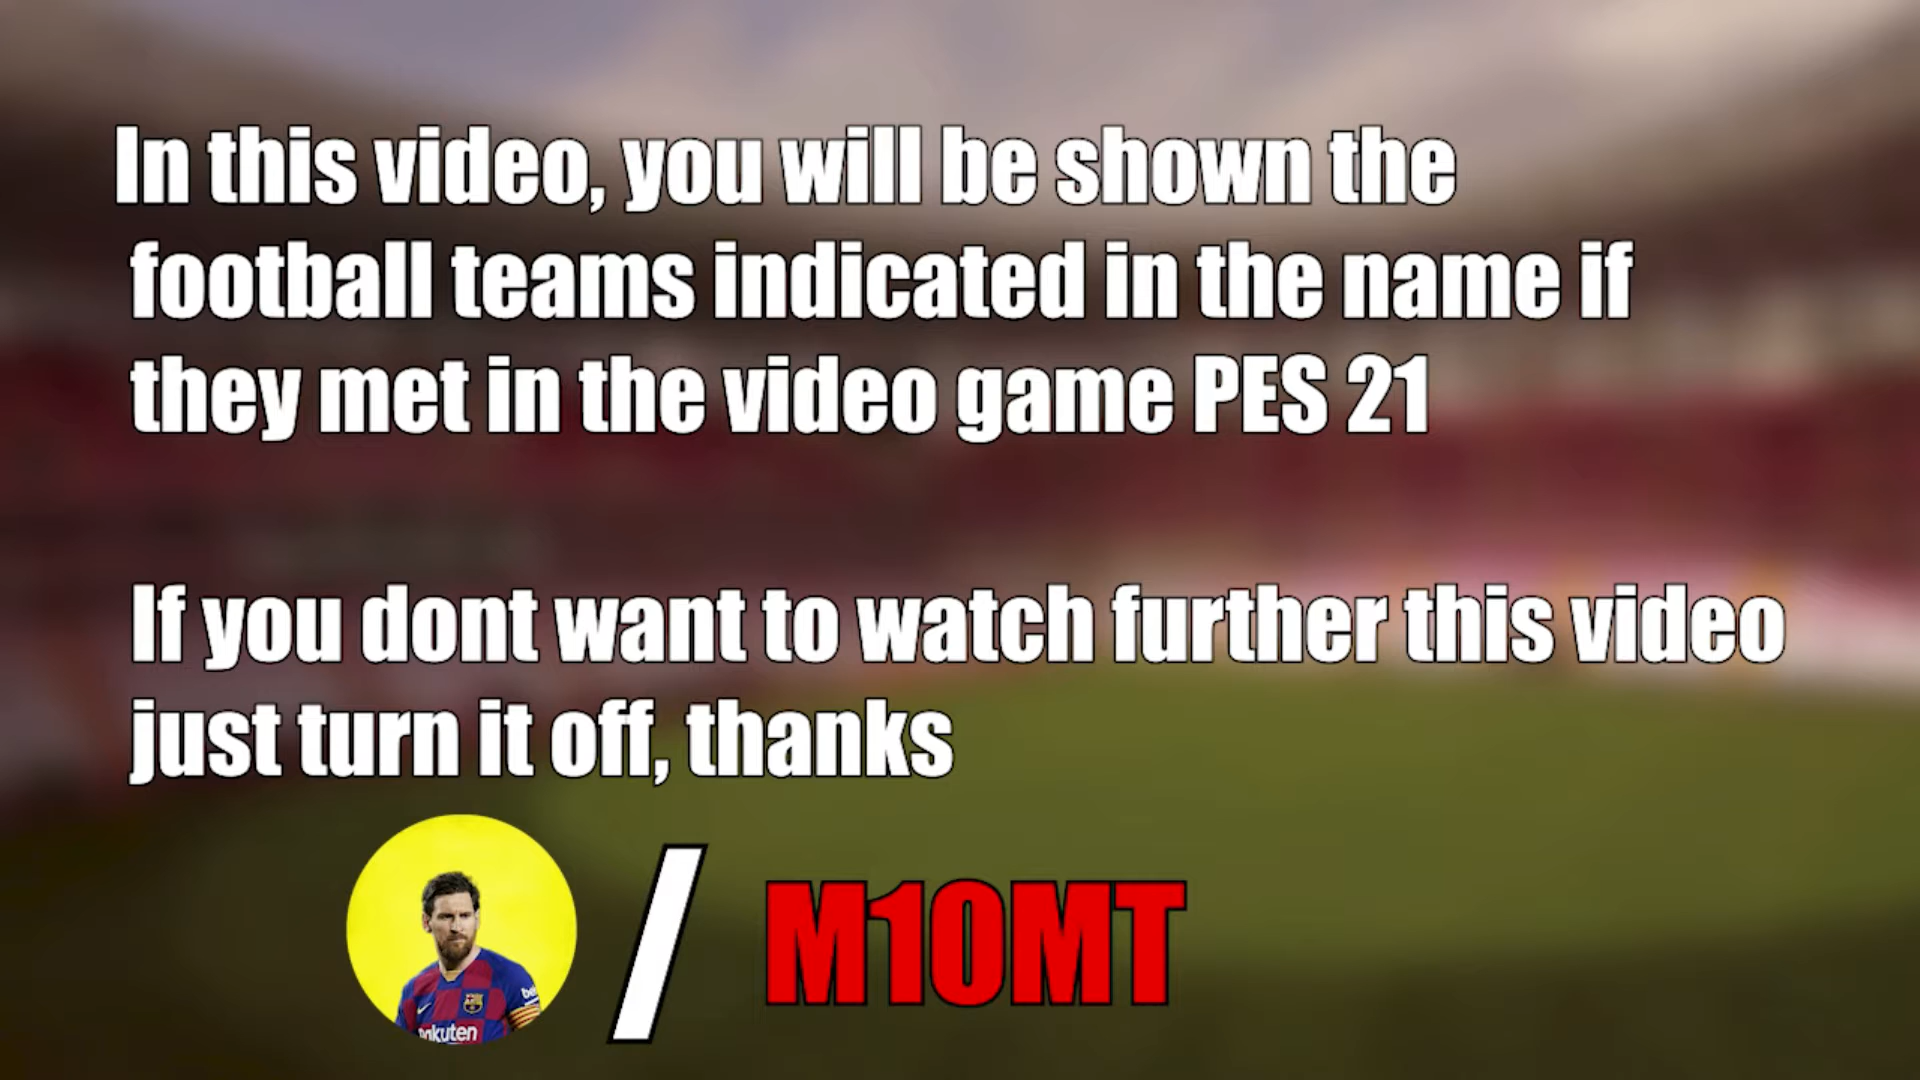 In this video, you will be shown the
football teams indicated in the name if
they met in the video game PES 21
If you dont want to watch further this video
just turn it off, thanks
/ M10MT